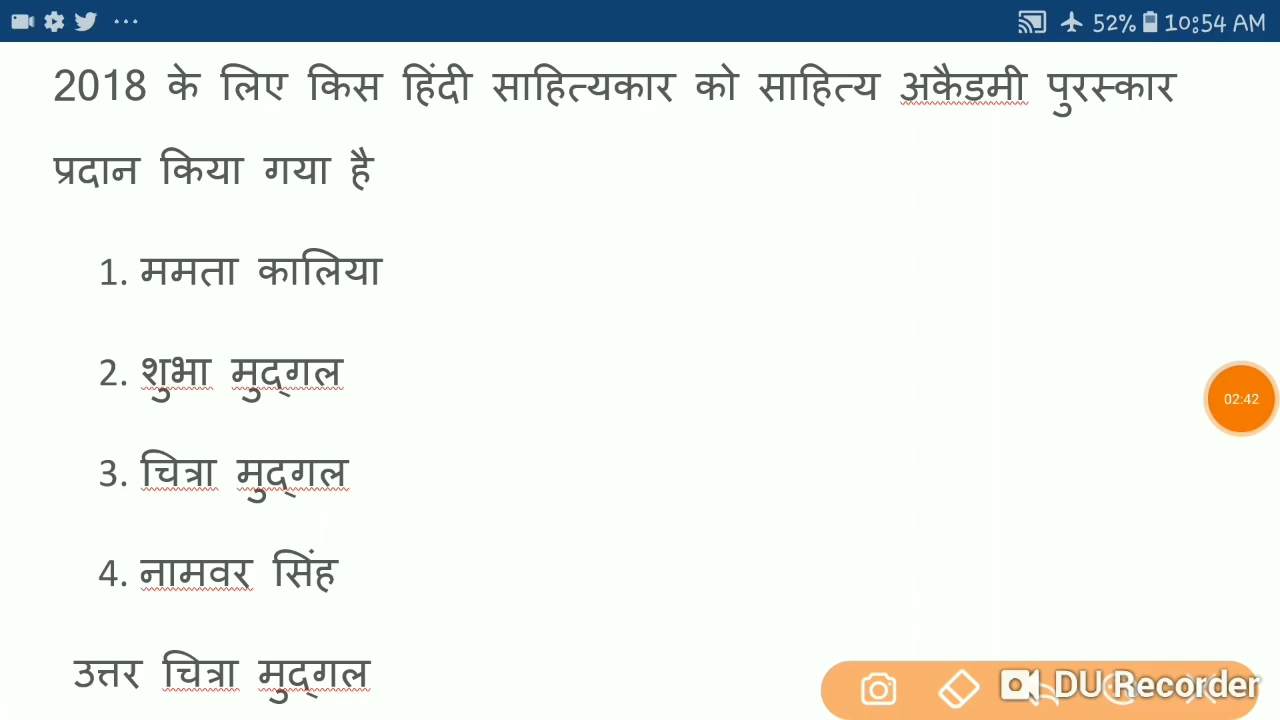 52% 10:54 AM
2018 के लिए किस हिंदी साहित्यकार को साहित्य अकैडमी पुरस्कार
प्रदान किया गया है
1. ममता कालिया
2. शुभा मुद्गल
02:42
3. चित्रा मुद्गल
4. नामवर सिंह
उत्तर चित्रा मुद्गल
DU Recorder